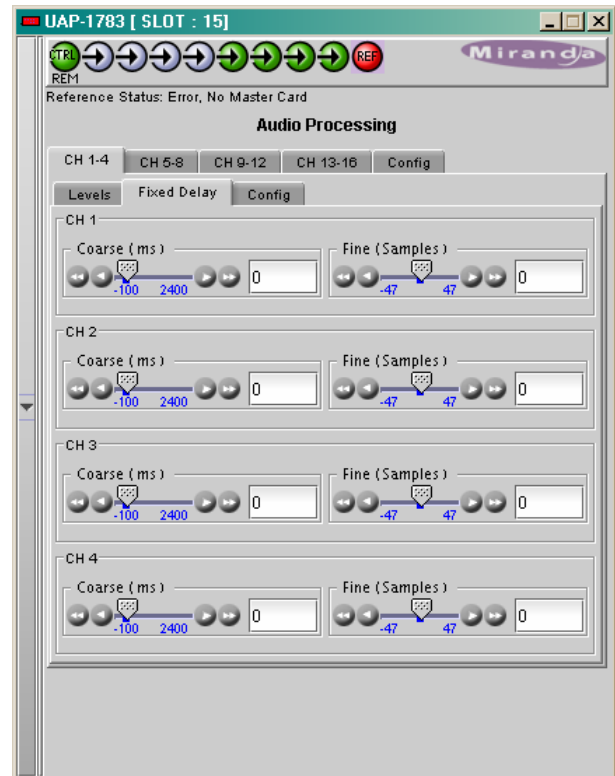 UAP-1783 [ SLOT : 15]
CTRL
REF
REM
Miranda
Reference Status: Error, No Master Card
Audio Processing
CH 1-4 CH 5-8 CH 9-12 CH 13-16 Config
Levels Fixed Delay Config
CH 1
Coarse (ms) Fine (Samples)
-100 2400 0 -47 47 0
CH 2
Coarse (ms) Fine (Samples)
-100 2400 0 -47 47 0
CH 3
Coarse (ms) Fine (Samples)
-100 2400 0 -47 47 0
CH 4
Coarse (ms) Fine (Samples)
-100 2400 0 -47 47 0